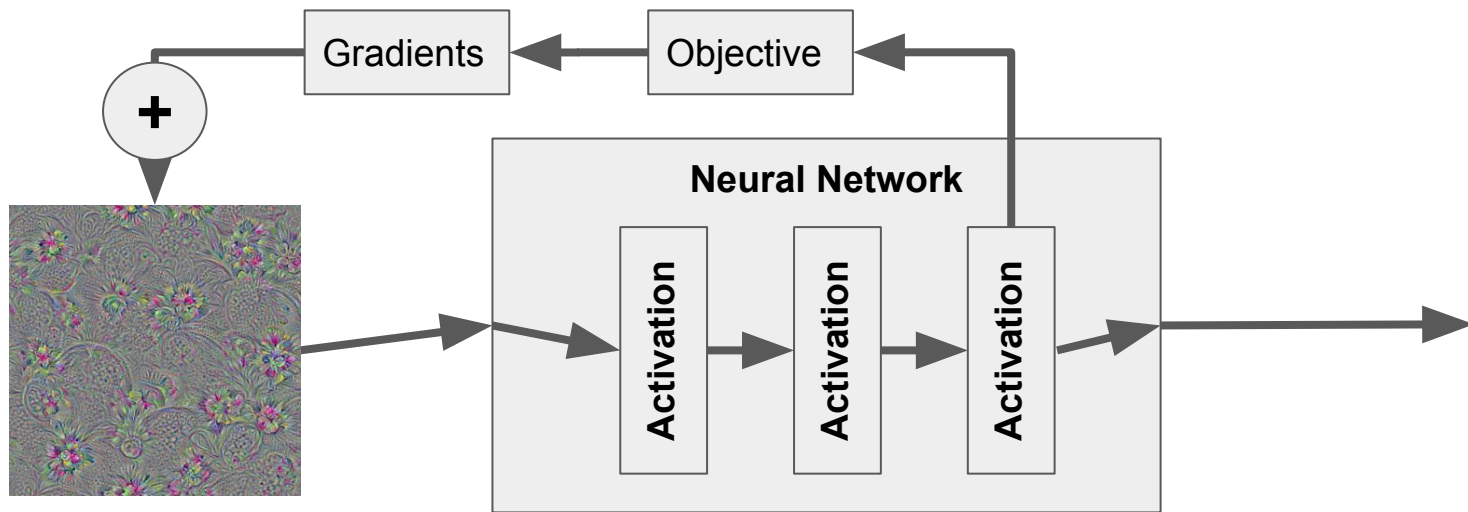 Gradients
Objective
+
Neural Network
Activation
Activation
Activation